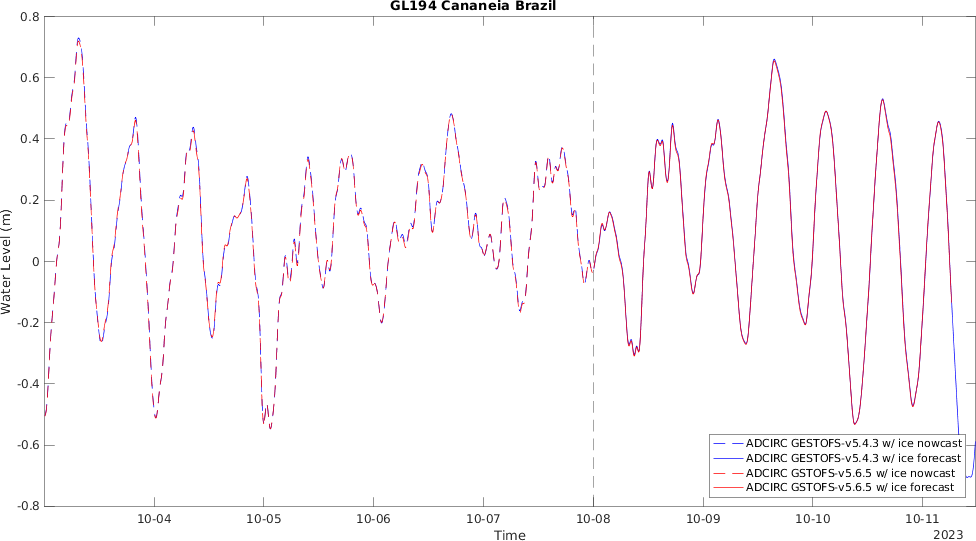 GL194 Cananeia Brazil
0.8
0.6
0.4
0.2
0
-0.2
-0.4
-0.6
-0.8
Water Level (m)
ADCIRC GESTOFS-v5.4.3 w/ ice nowcast
ADCIRC GESTOFS-v5.4.3 w/ ice forecast
ADCIRC GSTOFS-v5.6.5 w/ ice nowcast
ADCIRC GSTOFS-v5.6.5 w/ ice forecast
10-04 10-05 10-06 10-07 10-08 10-09 10-10 10-11
Time
2023